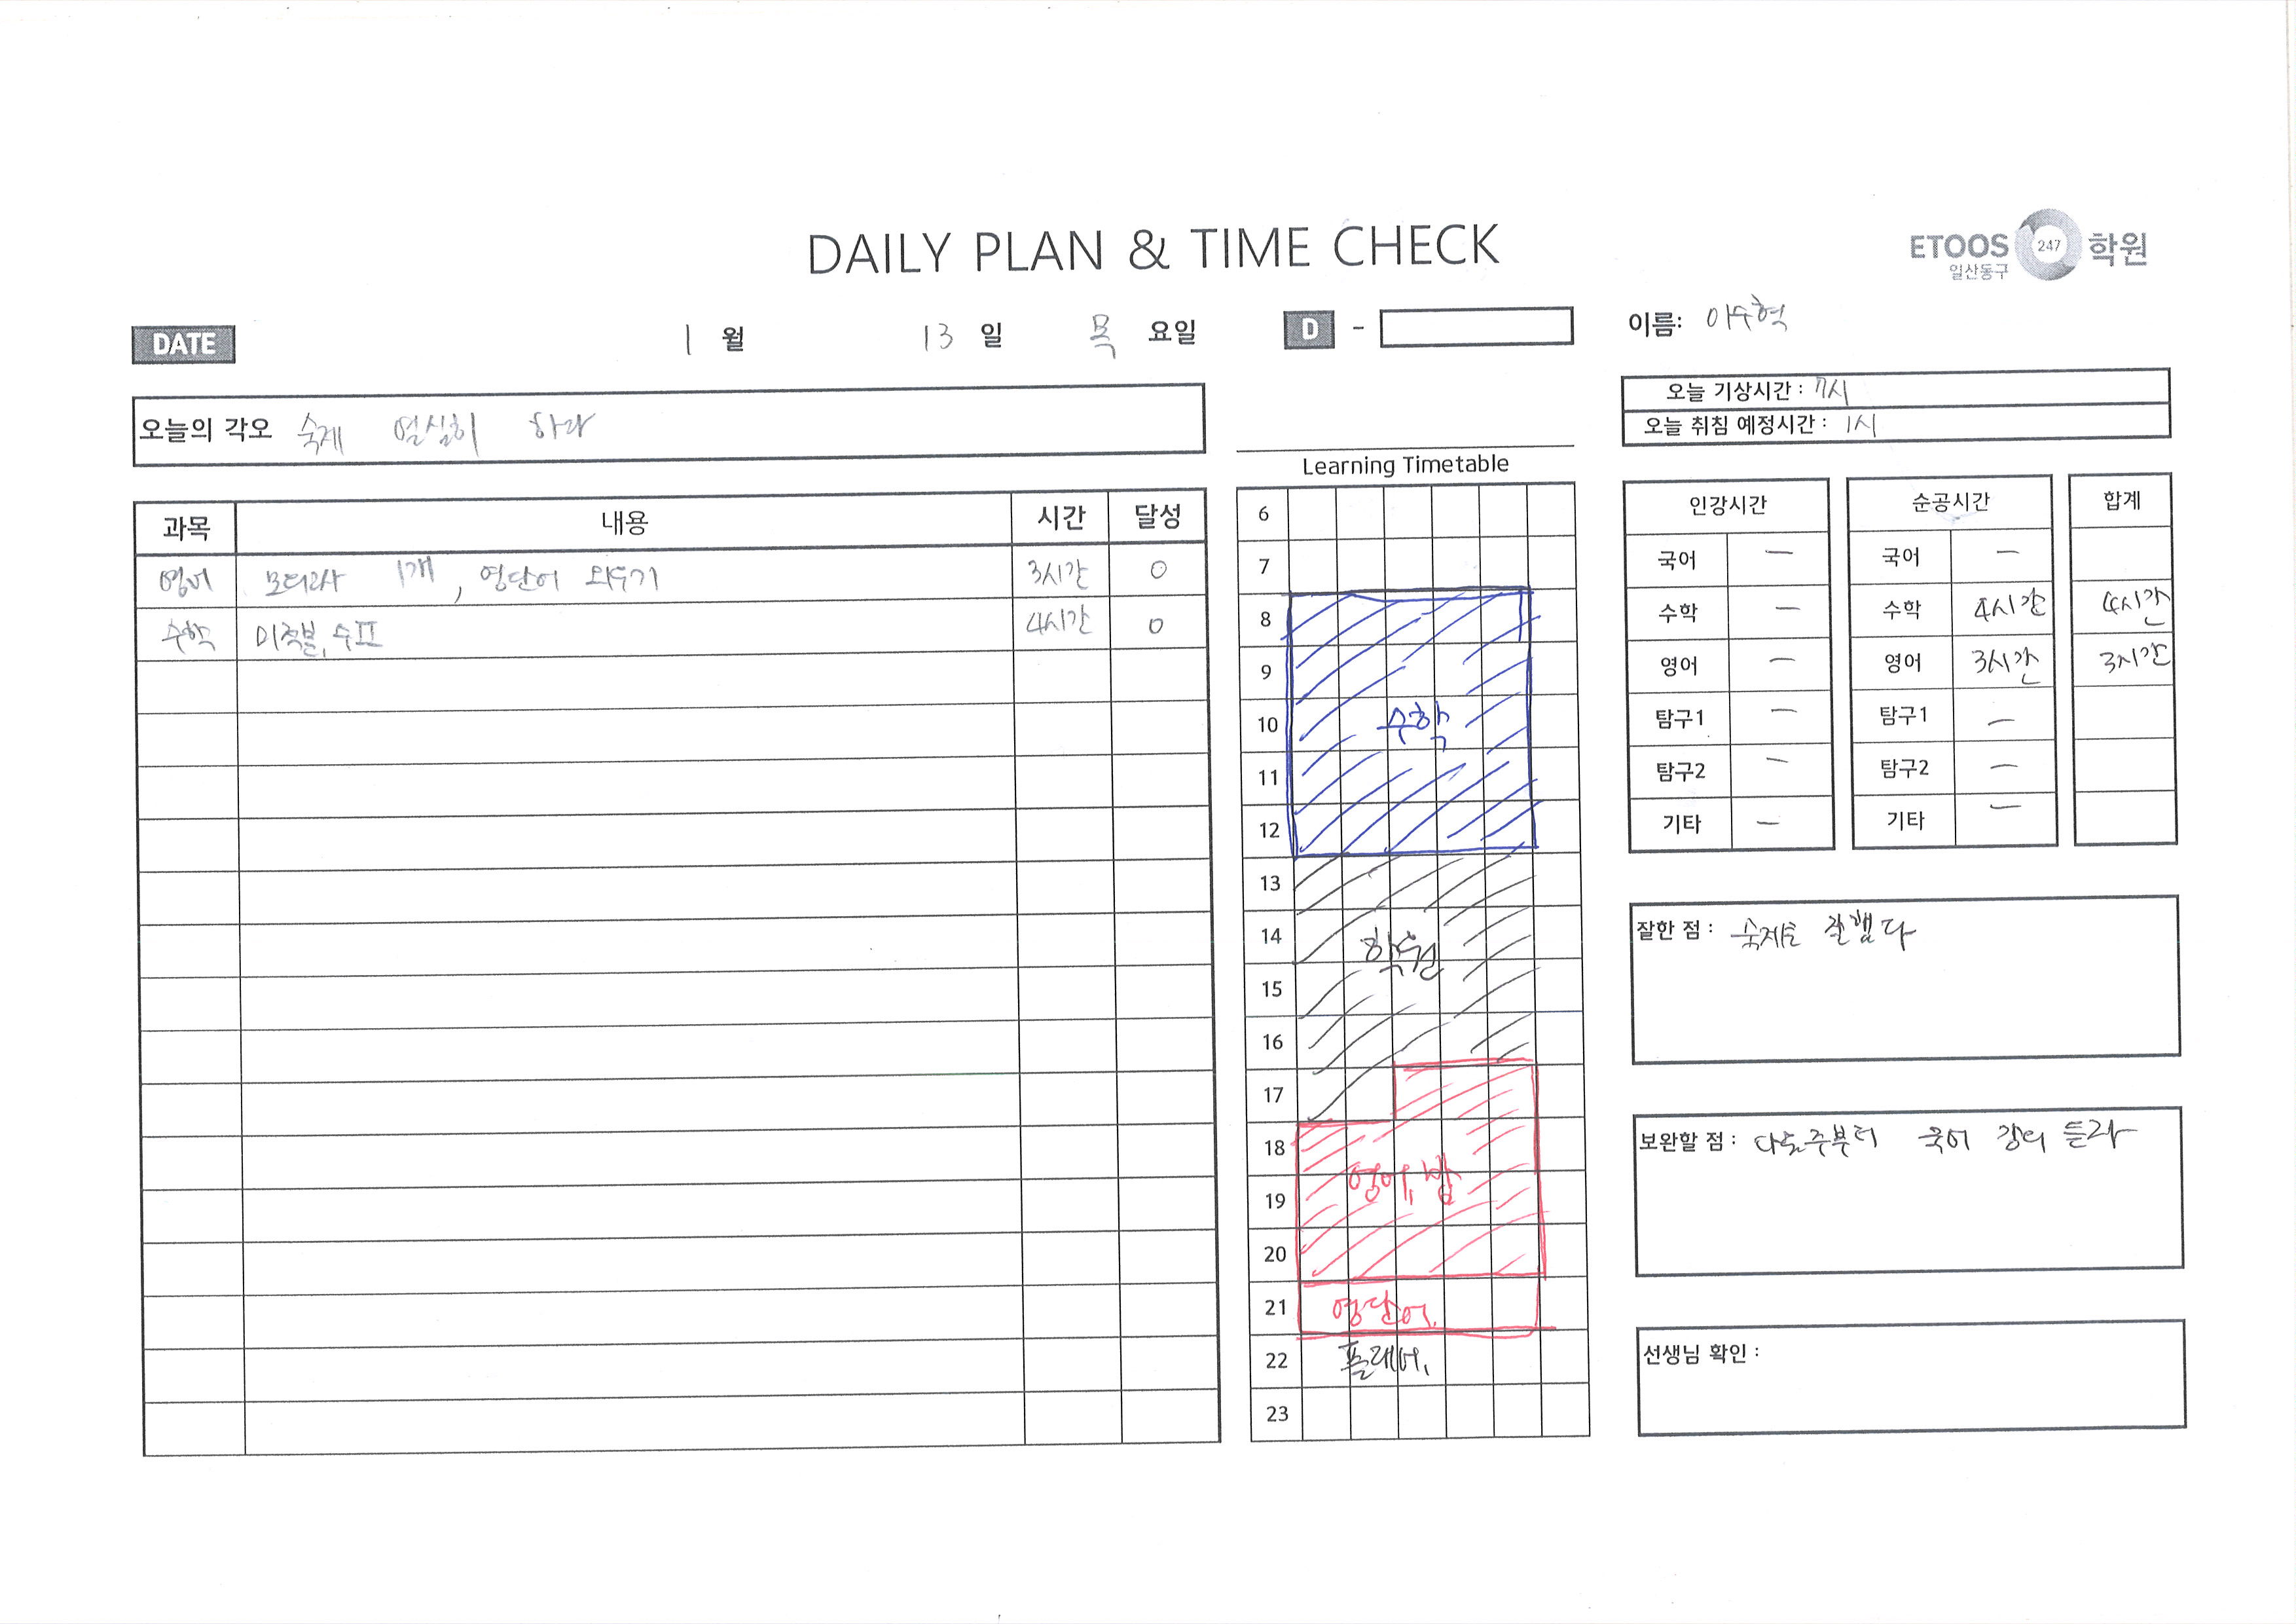 DAILY PLAN & TIME CHECK
ETOOS 247 학원
일산동구
DATE 1 월 13 일 목 요일
D -
이름: 이수혁
오늘의 각오 숙제 열심히 하라
오늘 기상시간 : 7시
오늘 취침 예정시간 : 1시
과목 내용 시간 달성
영어 모의고사 1개, 영단어 외우기 3시간 O
수학 미적분, 수표 4시간 O
Learning Timetable
6
7
8
9
10 수학
11
12
13
14 학원
15
16
17
18
19 영어, 밥
20
21 영단어.
22 플래너.
23
인강시간 순공시간 합계
국어 — 국어 —
수학 — 수학 4시간 4시간
영어 — 영어 3시간 3시간
탐구1 — 탐구1 —
탐구2 — 탐구2 —
기타 — 기타 —
잘한 점 : 숙제를 잘했다
보완할 점 : 다음주부터 국어 강의 듣라
선생님 확인 :